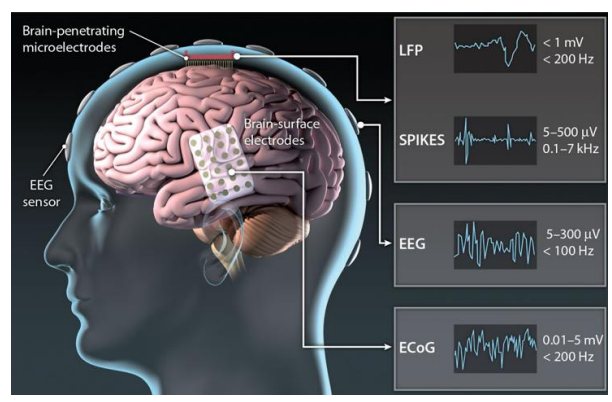 Brain-penetrating
microelectrodes
Brain-surface
electrodes
EEG
sensor
LFP
< 1 mV
< 200 Hz
SPIKES
5–500 μV
0.1–7 kHz
EEG
5–300 μV
< 100 Hz
ECoG
0.01–5 mV
< 200 Hz